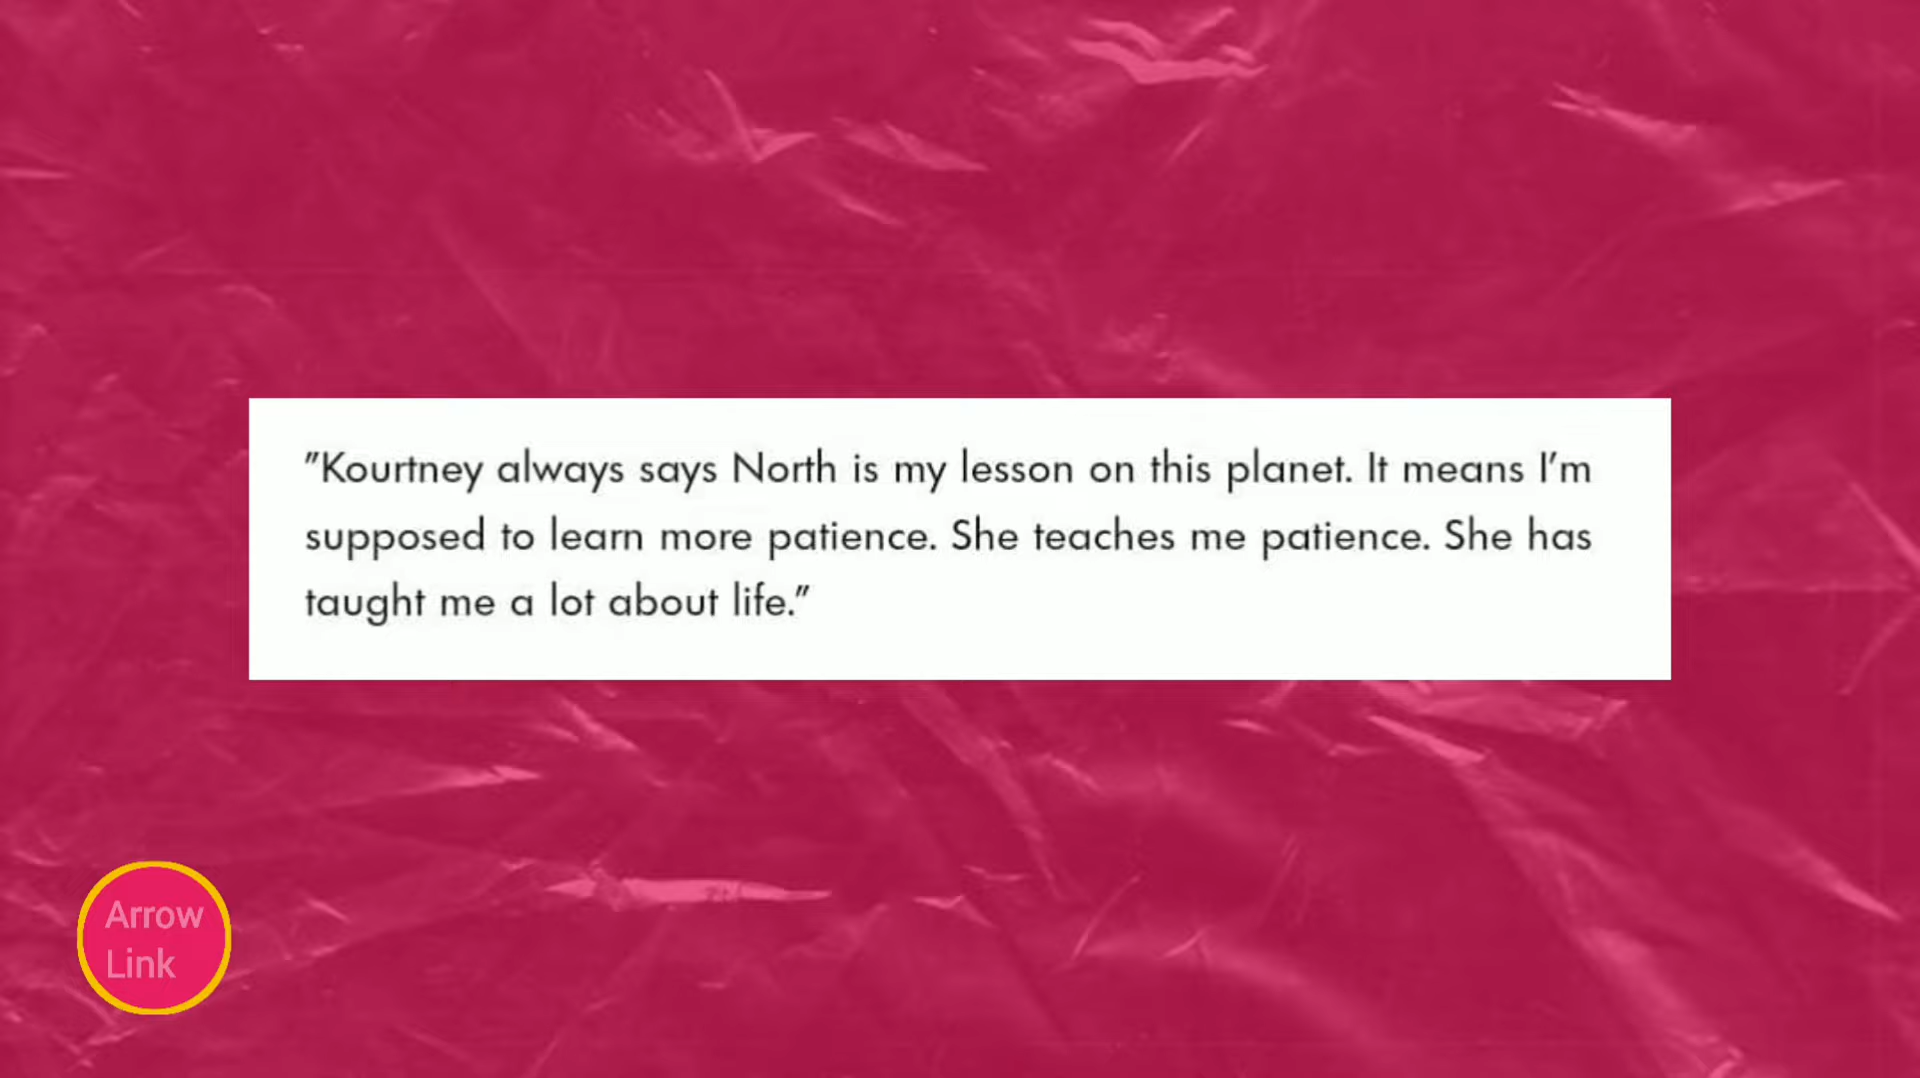 "Kourtney always says North is my lesson on this planet. It means I'm
supposed to learn more patience. She teaches me patience. She has
taught me a lot about life."
Arrow
Link